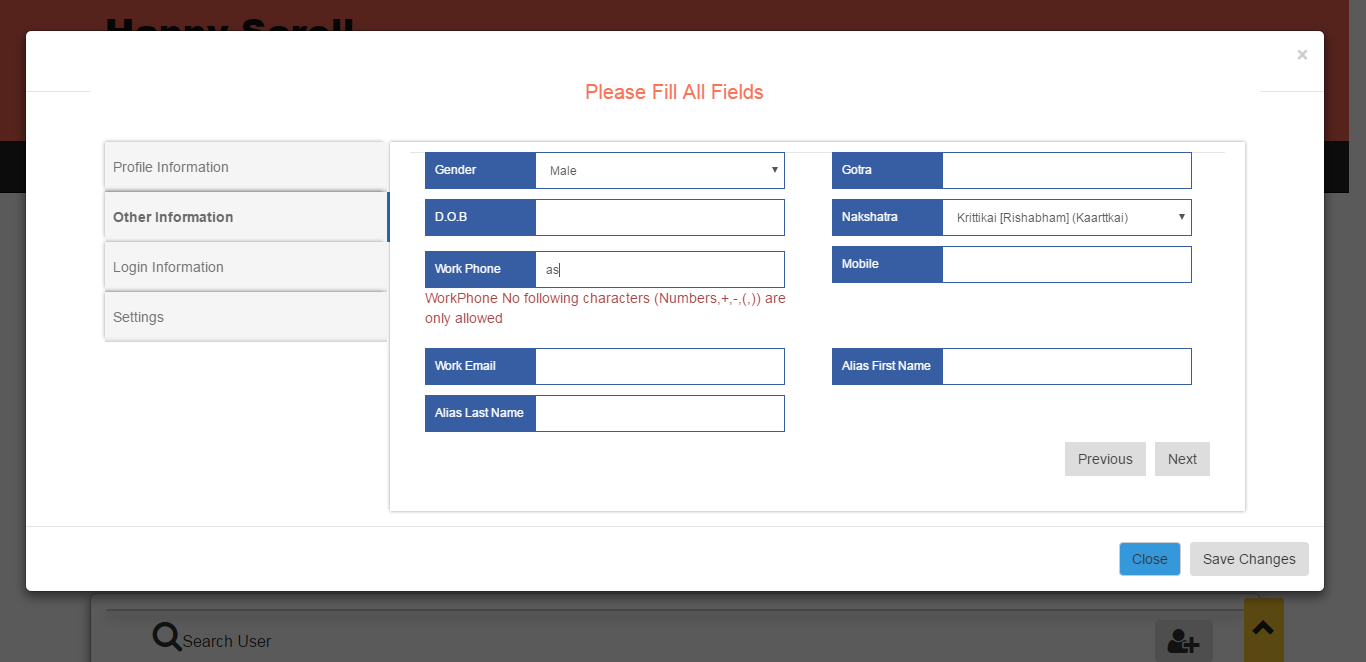 Happy Scroll
×
Please Fill All Fields
Profile Information
Other Information
Login Information
Settings
Gender Male
Gotra
D.O.B
Nakshatra Krittikai [Rishabham] (Kaarttkai)
Work Phone as
Mobile
WorkPhone No following characters (Numbers,+,-,(,)) are
only allowed
Work Email
Alias First Name
Alias Last Name
Previous Next
Close Save Changes
Search User